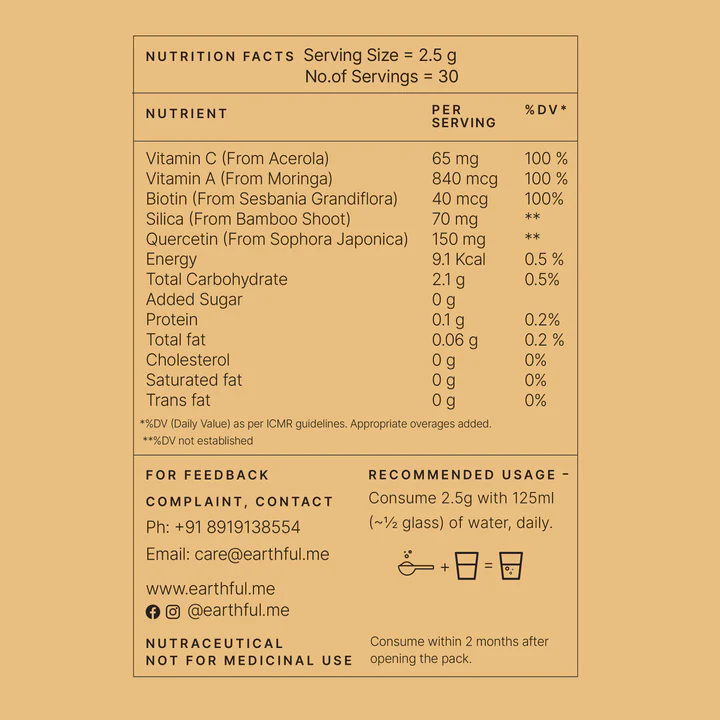 NUTRITION FACTS Serving Size = 2.5 g
No.of Servings = 30
NUTRIENT PER SERVING %DV*
Vitamin C (From Acerola) 65 mg 100 %
Vitamin A (From Moringa) 840 mcg 100 %
Biotin (From Sesbania Grandiflora) 40 mcg 100%
Silica (From Bamboo Shoot) 70 mg **
Quercetin (From Sophora Japonica) 150 mg **
Energy 9.1 Kcal 0.5 %
Total Carbohydrate 2.1 g 0.5%
Added Sugar 0 g
Protein 0.1 g 0.2%
Total fat 0.06 g 0.2 %
Cholesterol 0 g 0%
Saturated fat 0 g 0%
Trans fat 0 g 0%
*%DV (Daily Value) as per ICMR guidelines. Appropriate overages added.
**%DV not established
FOR FEEDBACK
COMPLAINT, CONTACT
Ph: +91 8919138554
Email: care@earthful.me
www.earthful.me
@earthful.me
NUTRACEUTICAL
NOT FOR MEDICINAL USE
RECOMMENDED USAGE –
Consume 2.5g with 125ml
(~½ glass) of water, daily.
+ =
Consume within 2 months after
opening the pack.